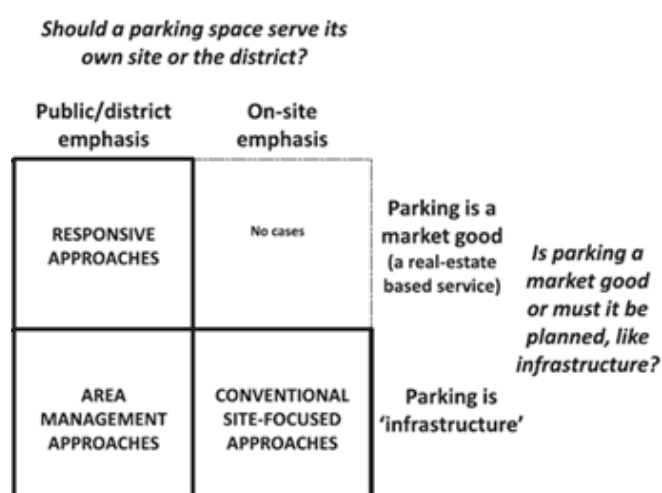 Should a parking space serve its
own site or the district?
Public/district
emphasis
On-site
emphasis
RESPONSIVE
APPROACHES
No cases
Parking is a
market good
(a real-estate
based service)
Is parking a
market good
or must it be
planned, like
infrastructure?
AREA
MANAGEMENT
APPROACHES
CONVENTIONAL
SITE-FOCUSED
APPROACHES
Parking is
‘infrastructure’